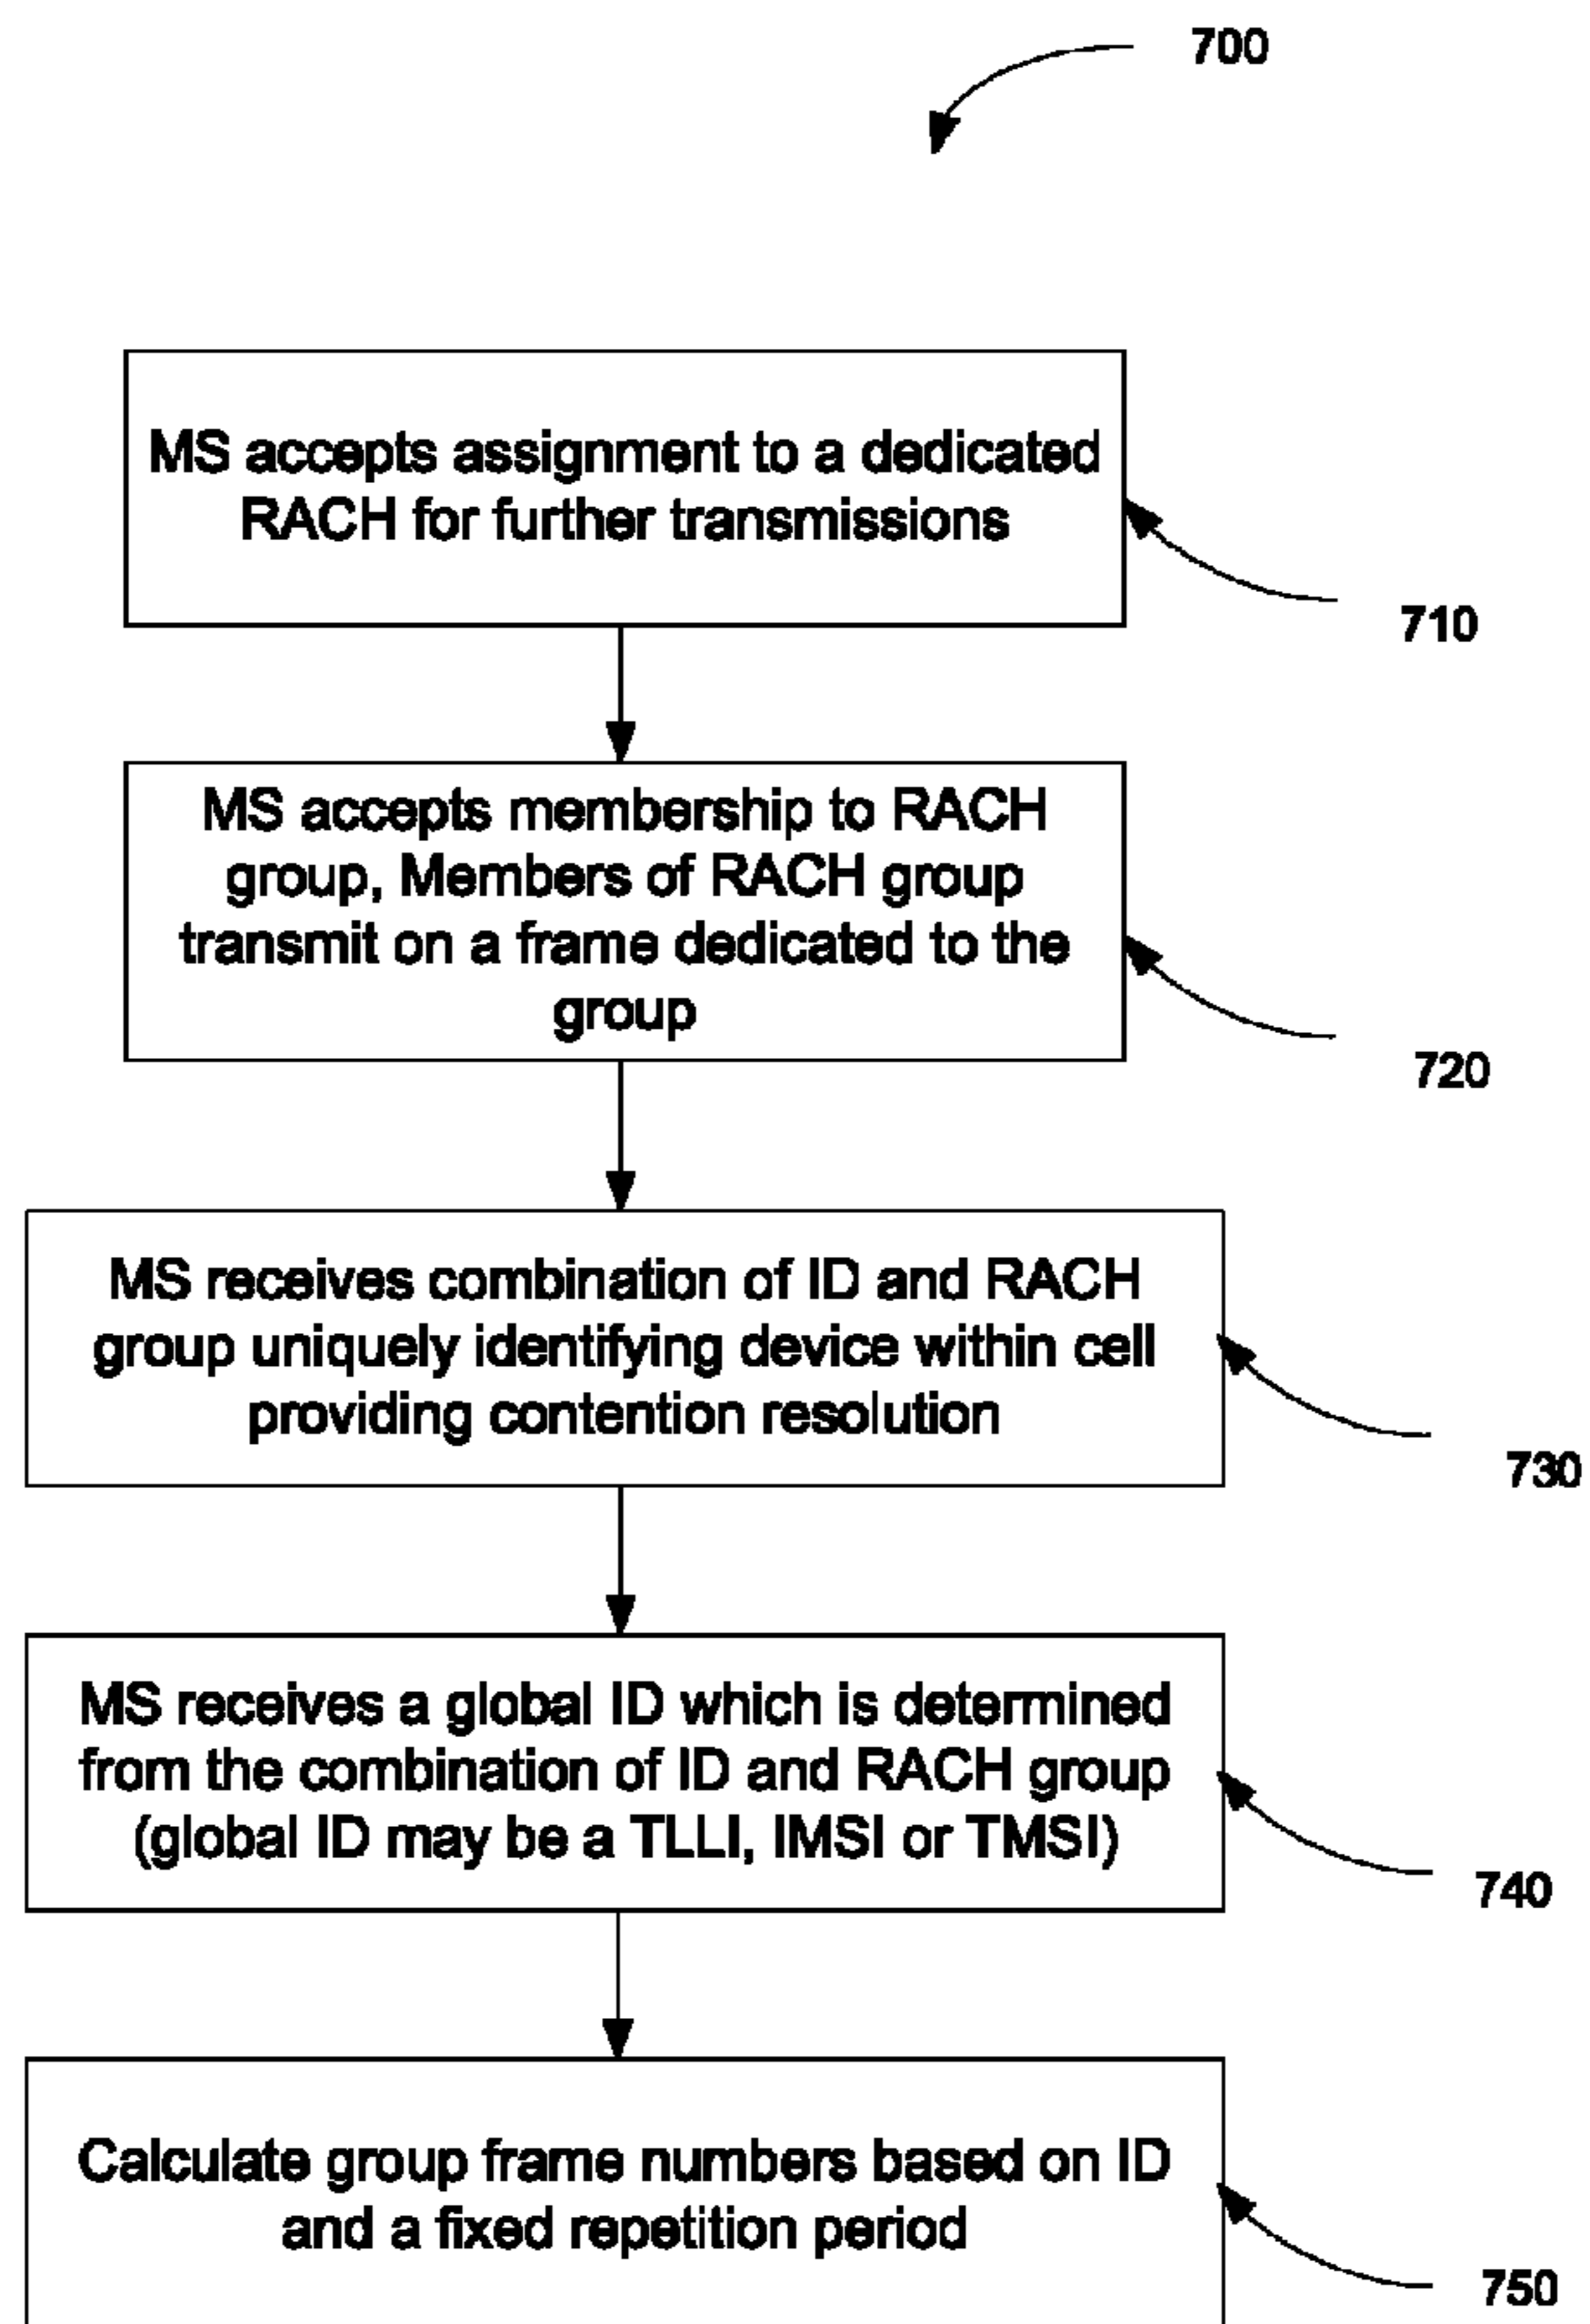 700
MS accepts assignment to a dedicated
RACH for further transmissions
710
MS accepts membership to RACH
group, Members of RACH group
transmit on a frame dedicated to the
group
720
MS receives combination of ID and RACH
group uniquely identifying device within cell
providing contention resolution
730
MS receives a global ID which is determined
from the combination of ID and RACH group
(global ID may be a TLLI, IMSI or TMSI)
740
Calculate group frame numbers based on ID
and a fixed repetition period
750